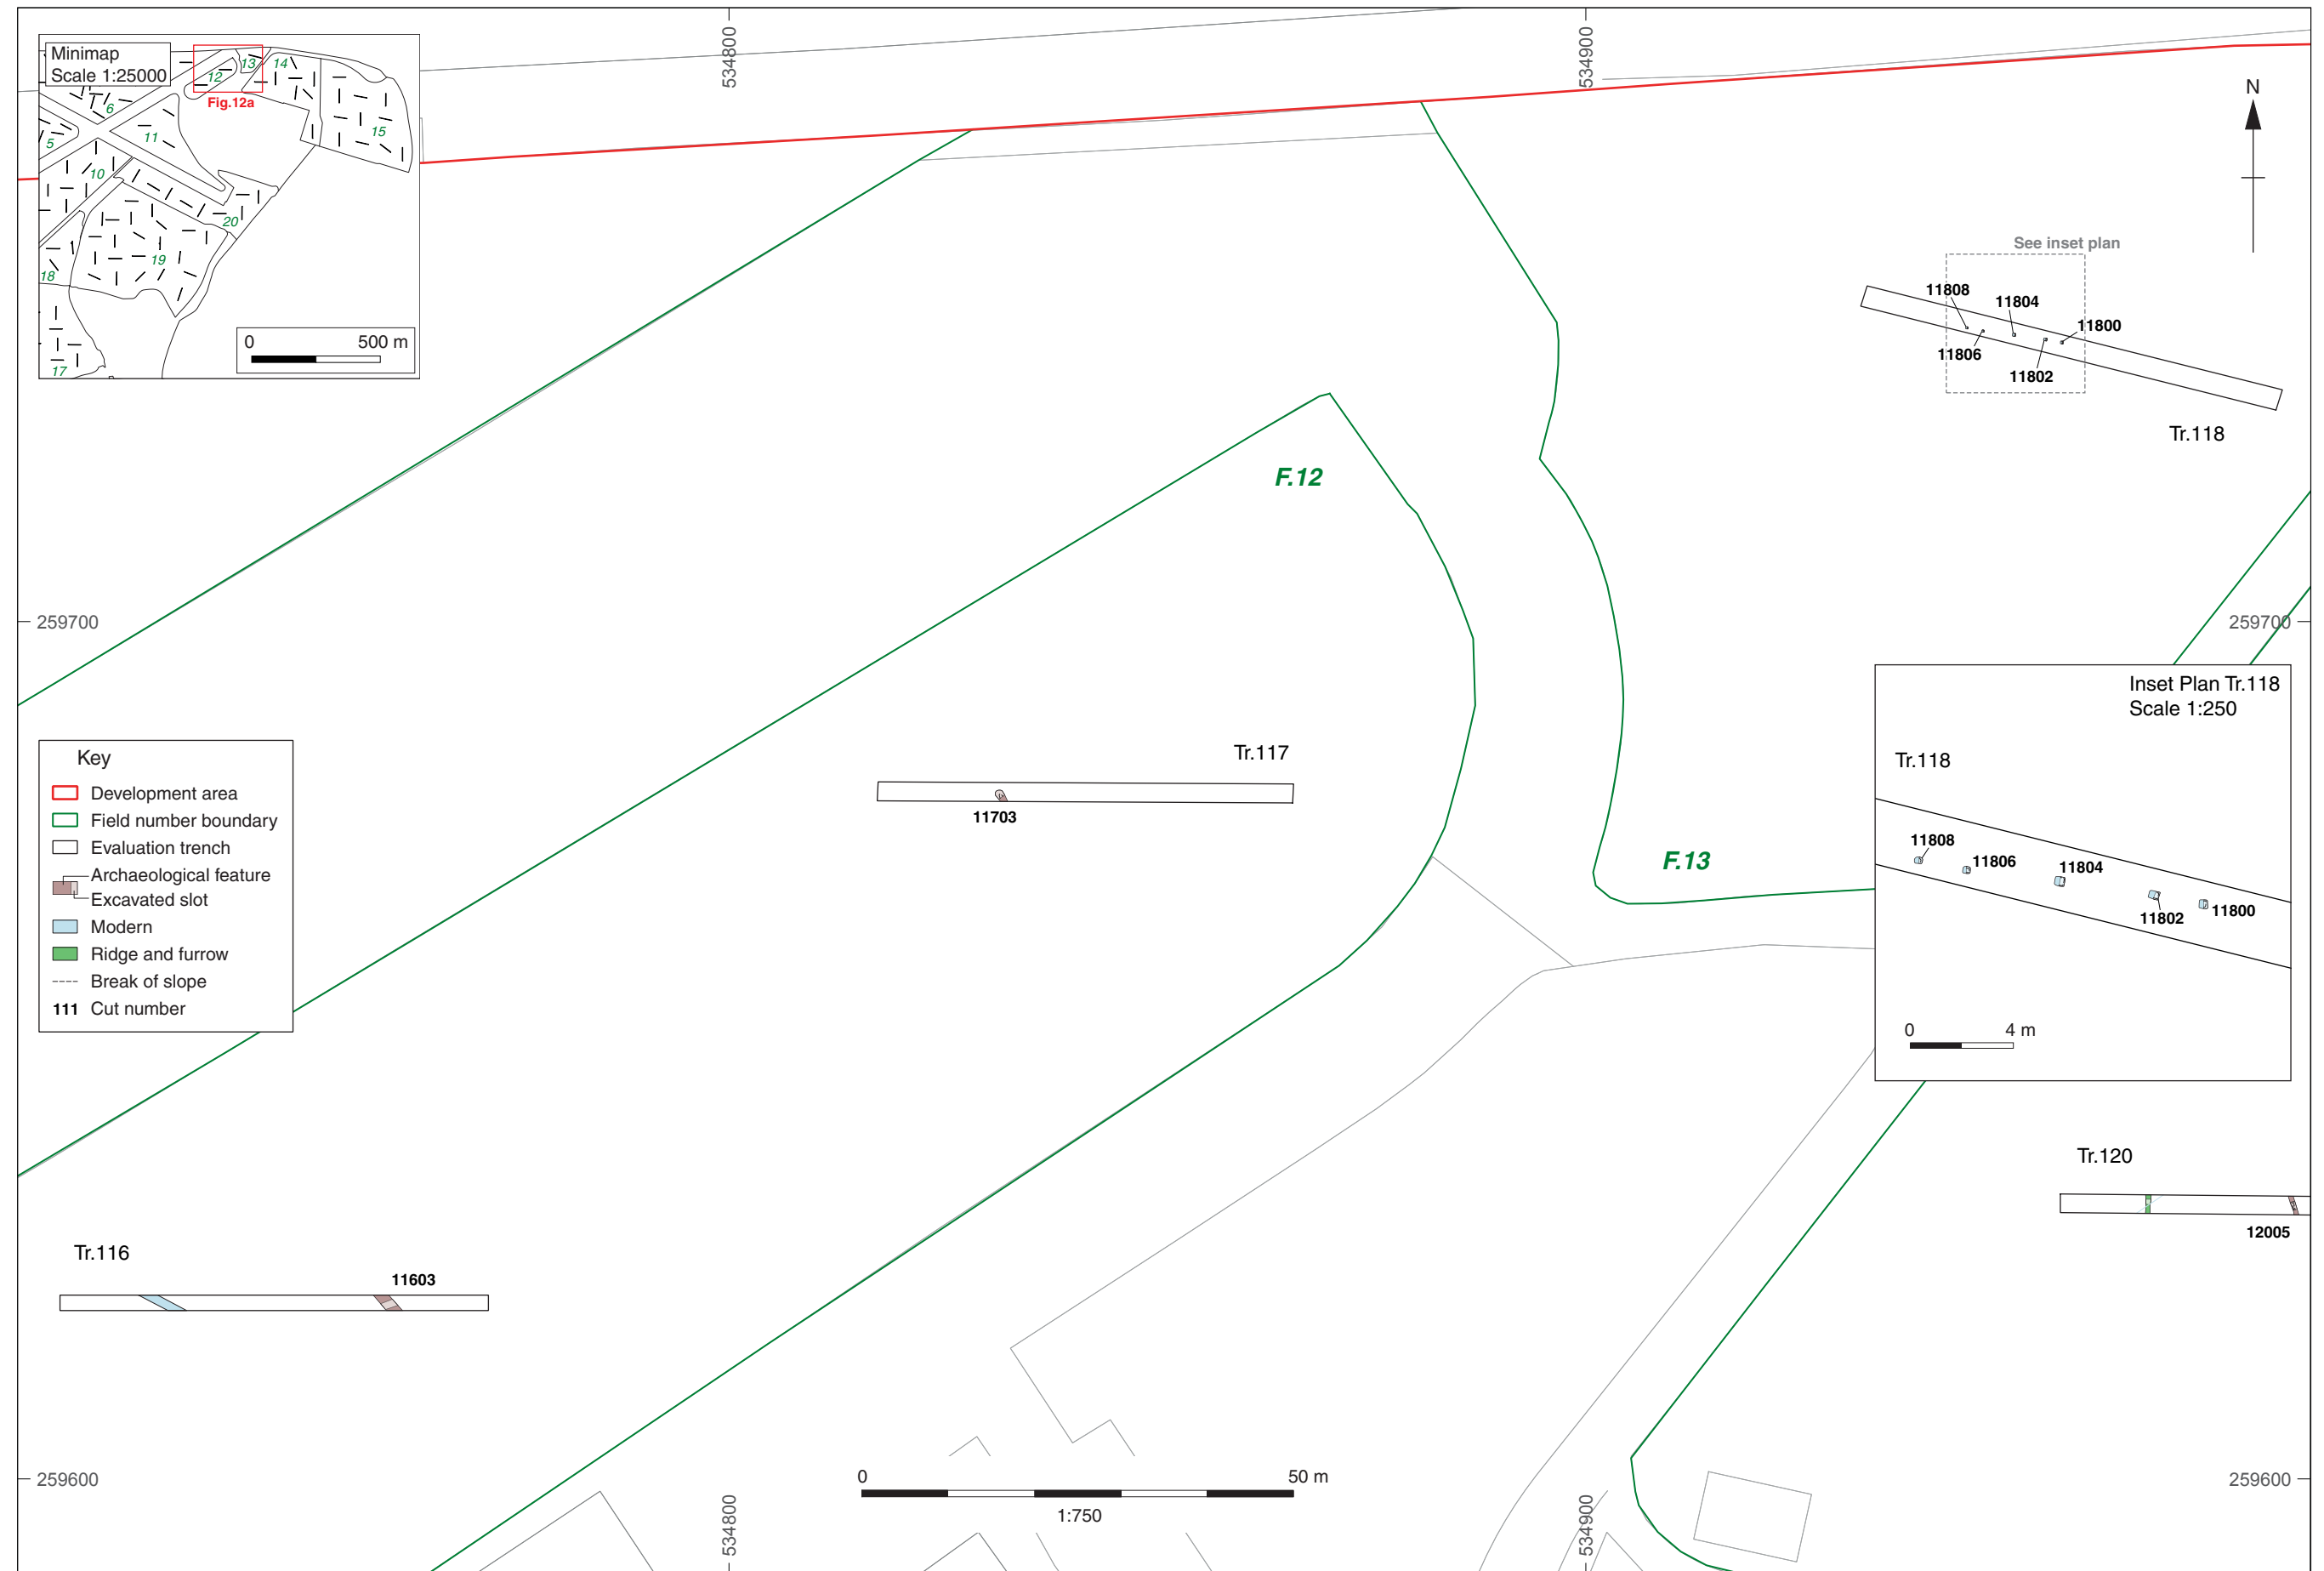 534800
534900
Minimap
Scale 1:25000
12
13
14
Fig.12a
6
5
11
15
10
20
19
18
17
0 500 m
N
See inset plan
11808
11804
11800
11806
11802
Tr.118
F.12
259700
259700
Inset Plan Tr.118
Scale 1:250
Tr.118
11808
11806
11804
11802
11800
0 4 m
Key
Development area
Field number boundary
Evaluation trench
Archaeological feature
Excavated slot
Modern
Ridge and furrow
Break of slope
111 Cut number
Tr.117
11703
F.13
Tr.120
12005
Tr.116
11603
259600
0 50 m
1:750
259600
534800
534900